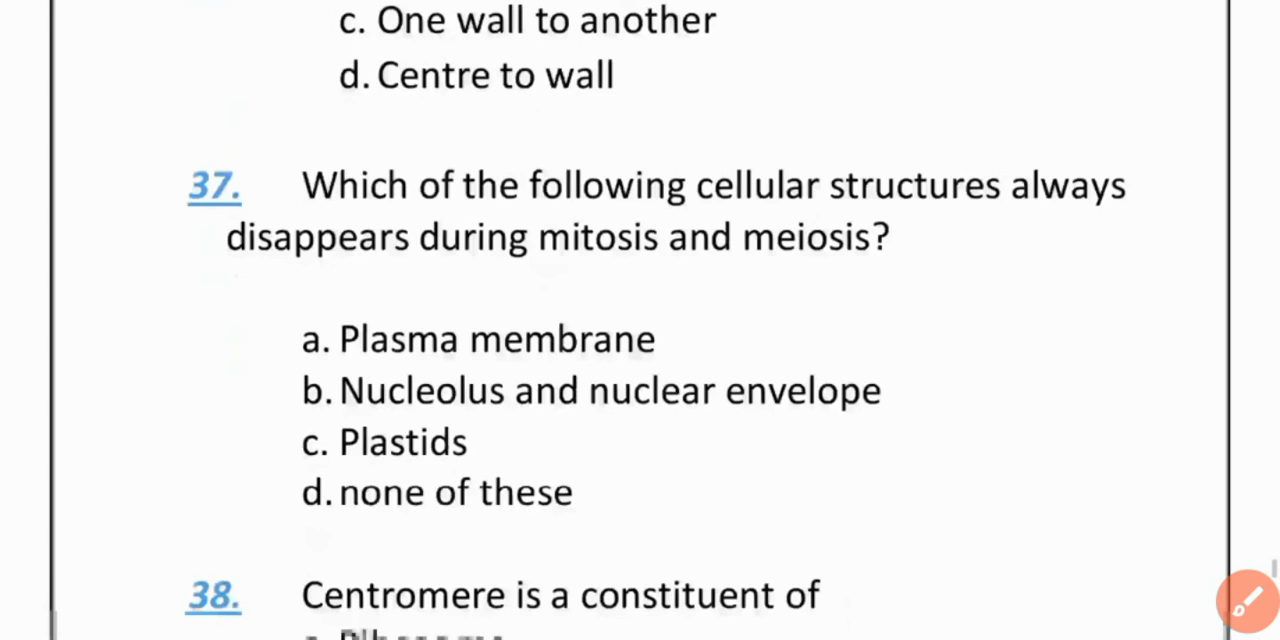 c. One wall to another
d. Centre to wall
37. Which of the following cellular structures always
disappears during mitosis and meiosis?
a. Plasma membrane
b. Nucleolus and nuclear envelope
c. Plastids
d. none of these
38. Centromere is a constituent of